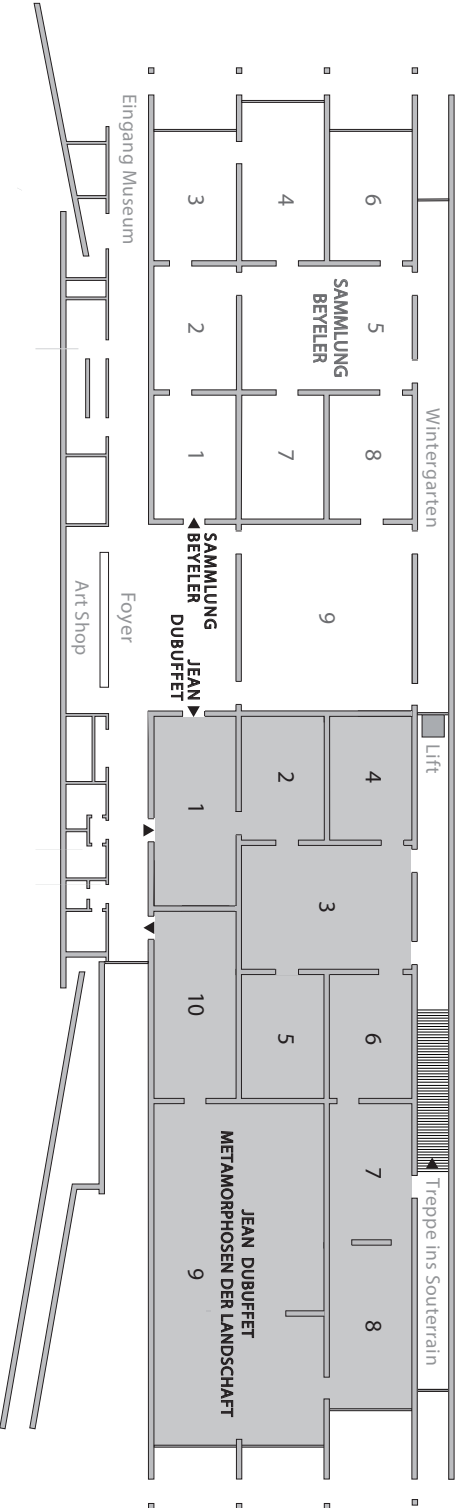 Eingang Museum
3
4
6
2
SAMMLUNG
BEYELER
5
1
7
8
Wintergarten
SAMMLUNG
BEYELER
Art Shop
Foyer
JEAN
DUBUFFET
9
Lift
1
2
4
3
10
5
6
7
Treppe ins Souterrain
JEAN DUBUFFET
METAMORPHOSEN DER LANDSCHAFT
9
8